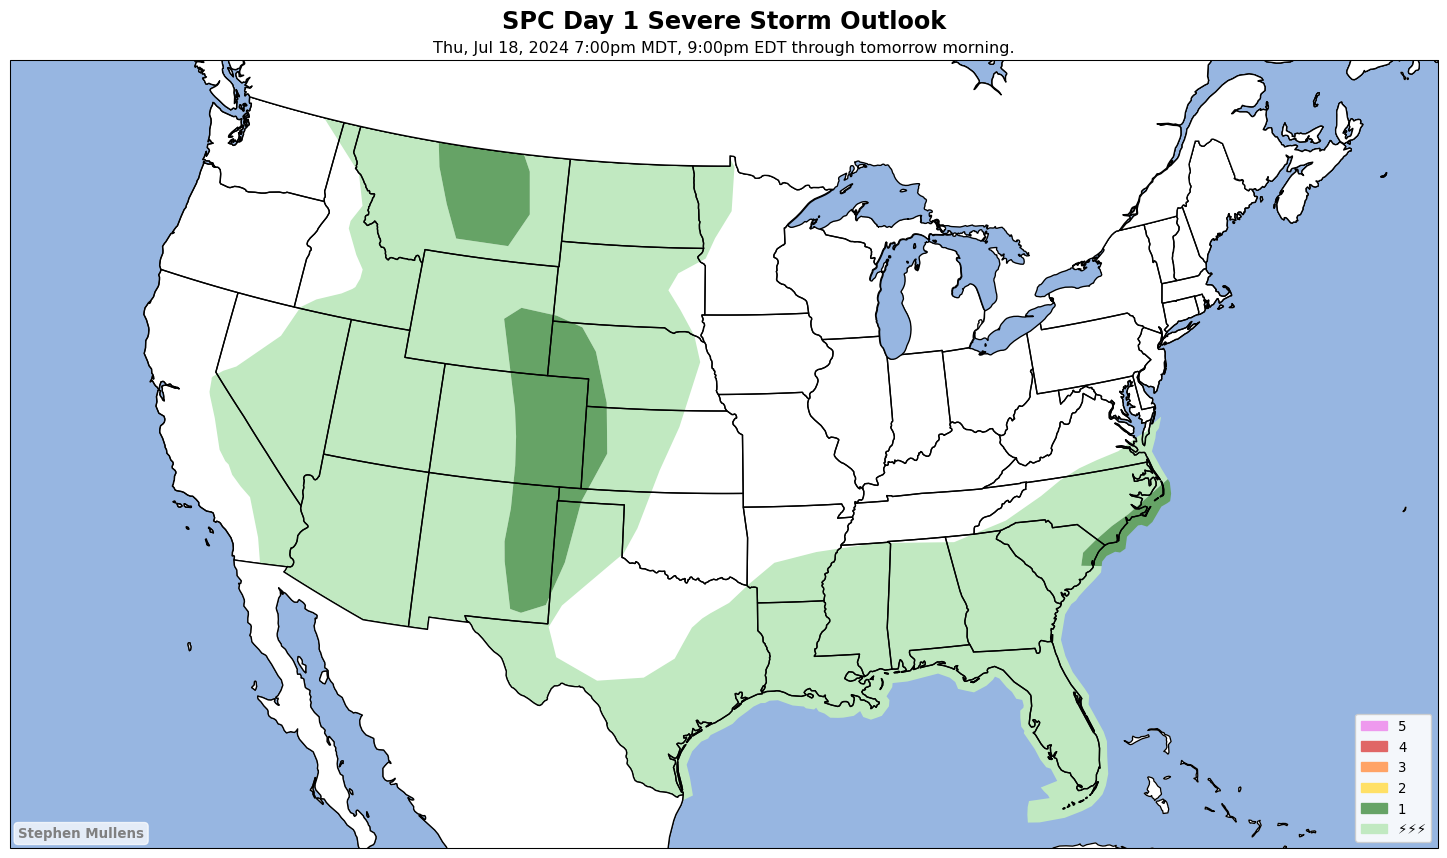 SPC Day 1 Severe Storm Outlook
Thu, Jul 18, 2024 7:00pm MDT, 9:00pm EDT through tomorrow morning.
5
4
3
2
1
⚡⚡⚡
Stephen Mullens